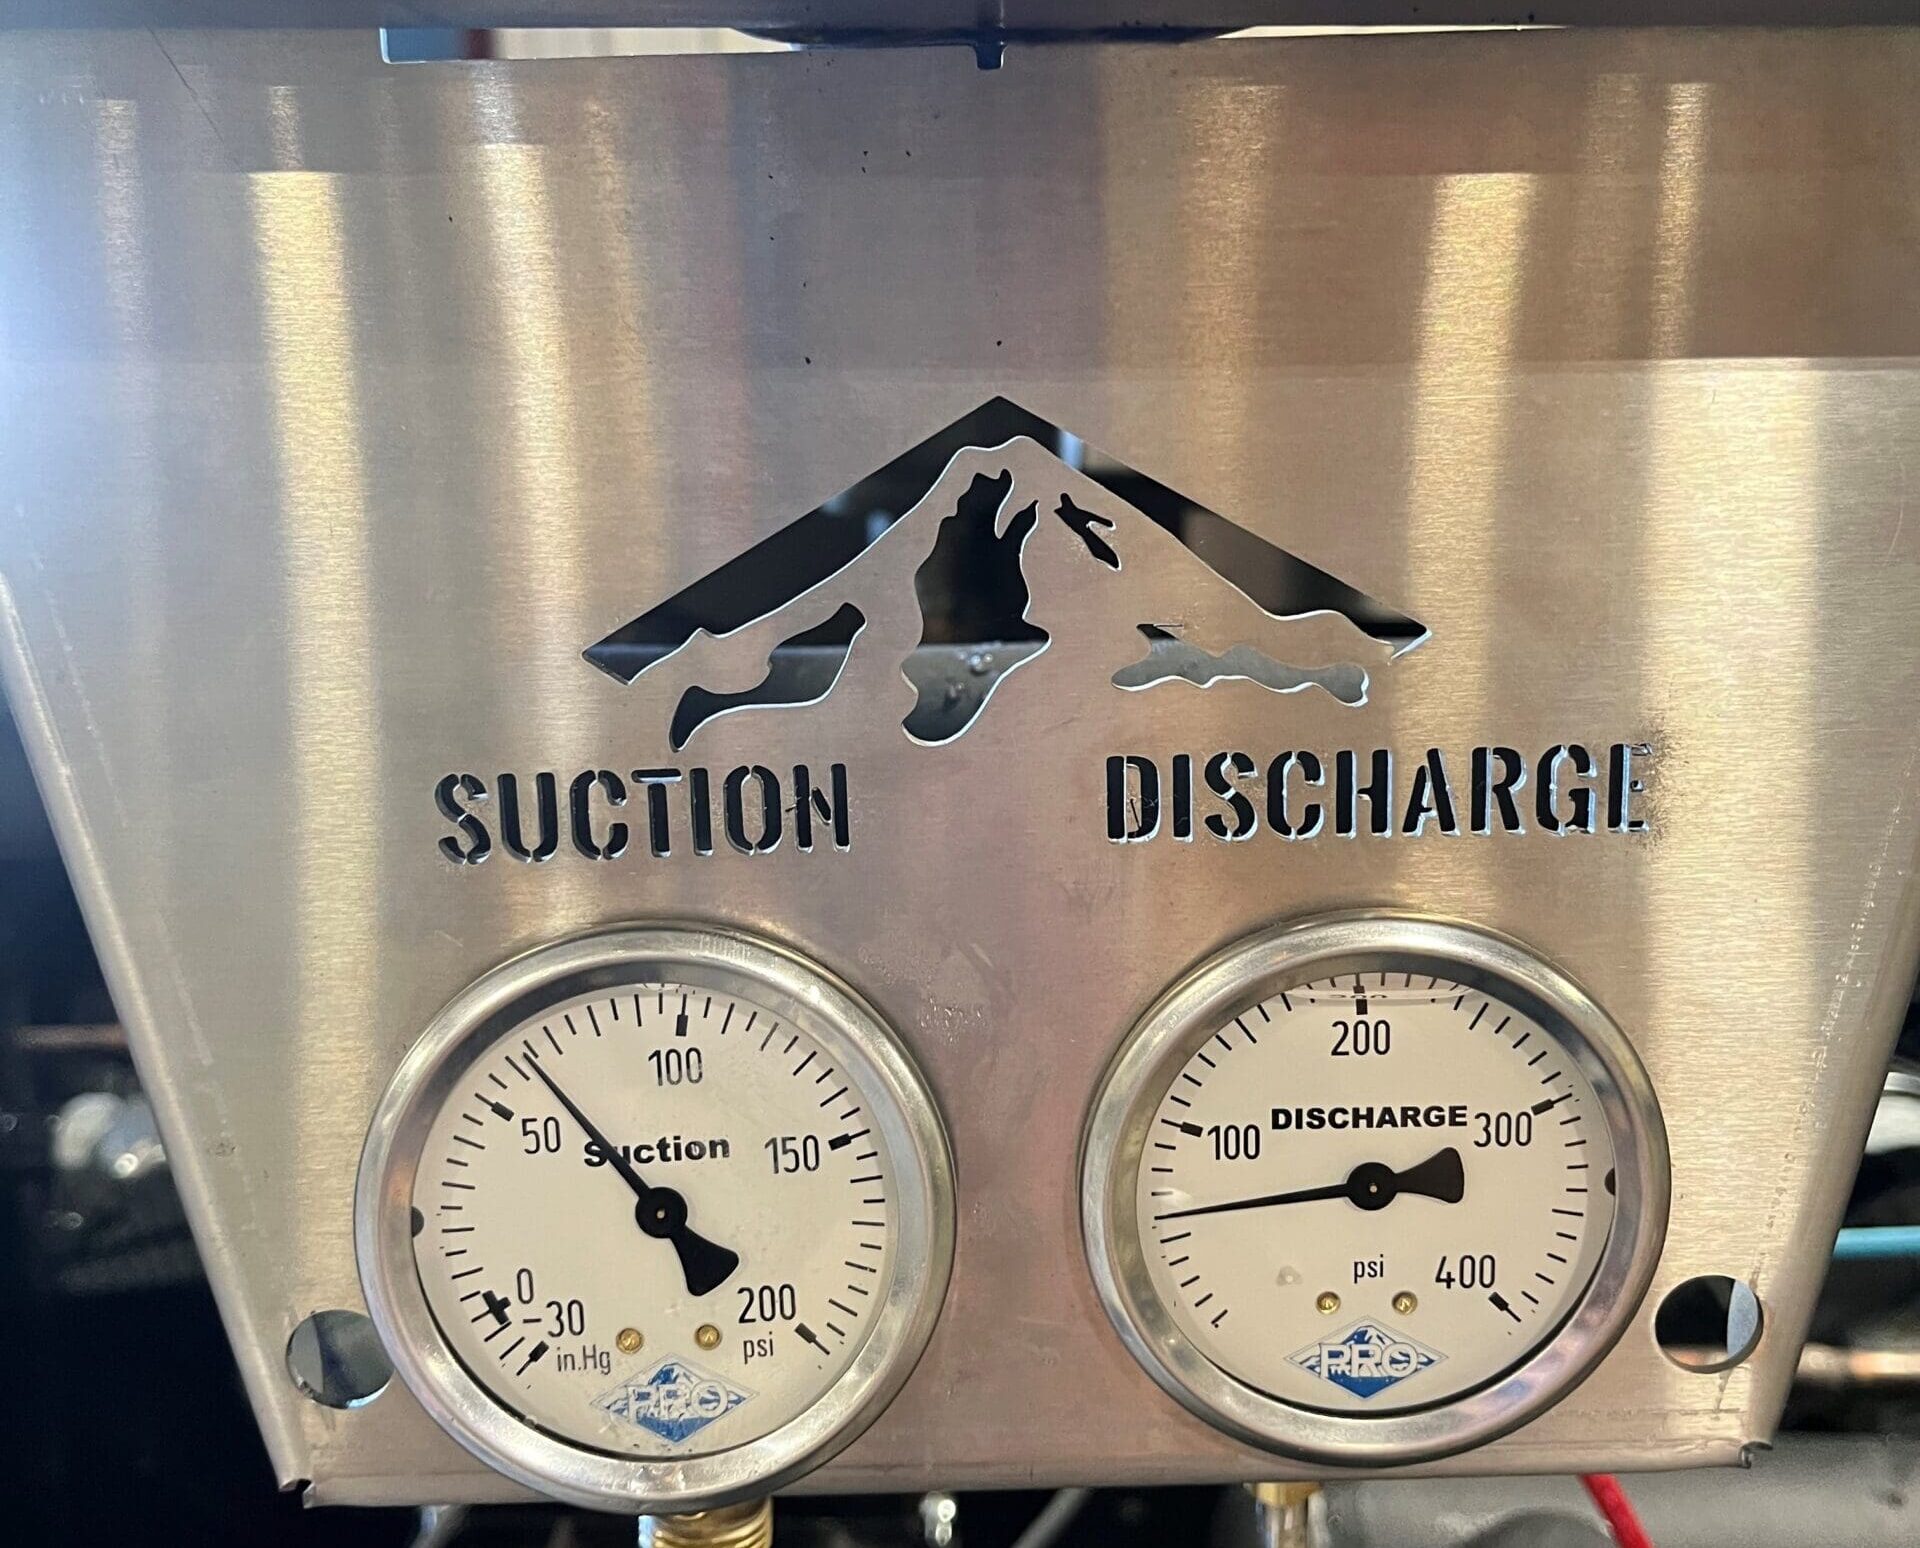 SUCTION
DISCHARGE
100
50
Suction
150
0
-30
in.Hg
200
psi
PRO
200
DISCHARGE
100
300
psi
400
PRO